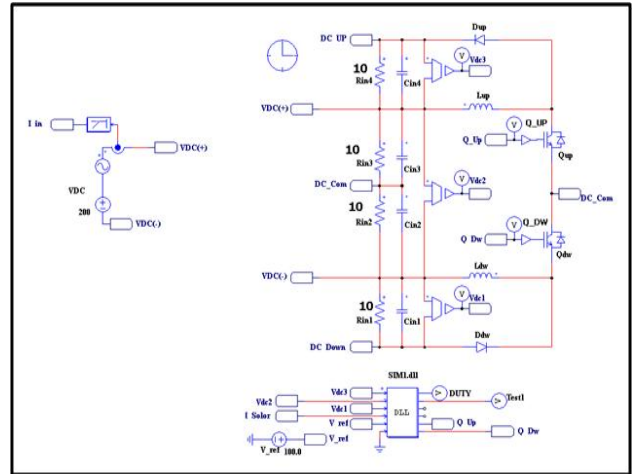 DC UP
Dup
V
Vdc3
10
Rin4
Cin4
VDC(+)
Lup
I in
VDC(+)
V
Q_UP
Q_Up
Qup
10
Rin3
Cin3
V
Vdc2
VDC
200
VDC(-)
DC_Com
DC_Com
10
Rin2
Cin2
V
Q_DW
Q Dw
Qdw
VDC(-)
Ldw
V
Vdc1
10
Rin1
Cin1
DC Down
Ddw
SIM1.dll
Vdc3
DUTY
Vdc2
Test1
Vdc1
DLL
I Solor
V ref
Q Up
V_ref
Q Dw
V_ref 100.0